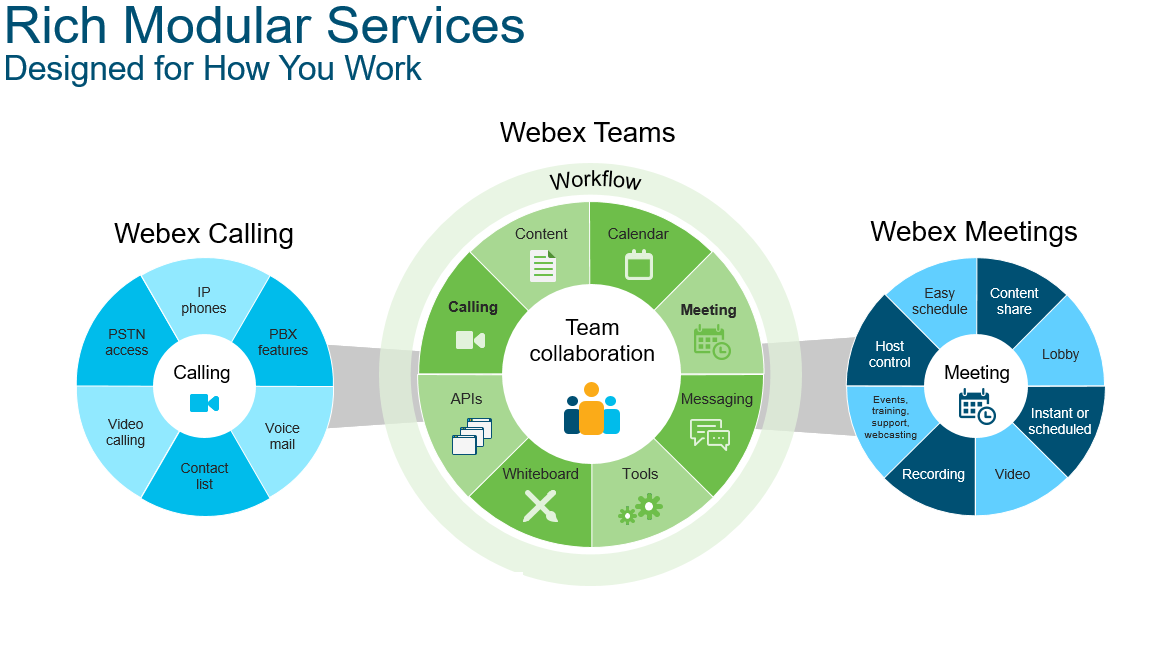 Rich Modular Services
Designed for How You Work
Webex Teams
Workflow
Webex Calling
Webex Meetings
IP
phones
PBX
features
Voice
mail
Contact
list
Video
calling
PSTN
access
Calling
Content
Calendar
Meeting
Messaging
Tools
Whiteboard
APIs
Calling
Team
collaboration
Easy
schedule
Content
share
Lobby
Instant or
scheduled
Video
Recording
Events,
training,
support,
webcasting
Host
control
Meeting